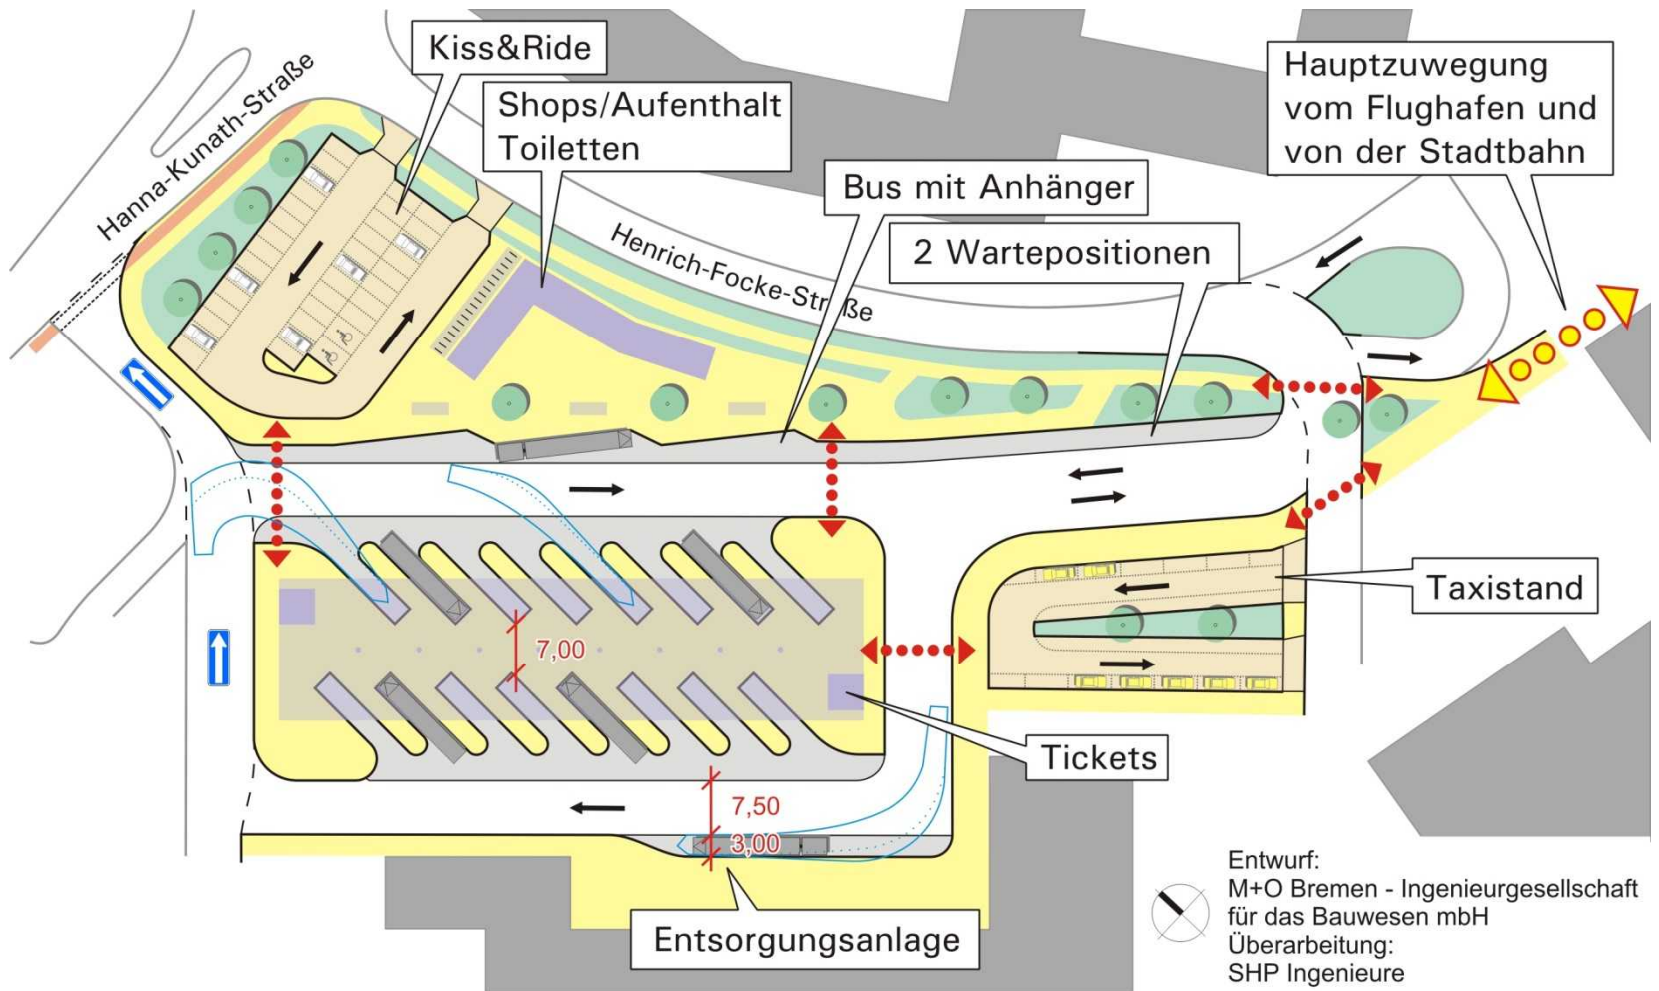 Kiss&Ride
Hanna-Kunath-Straße
Shops/Aufenthalt
Toiletten
Hauptzuwegung
vom Flughafen und
von der Stadtbahn
Bus mit Anhänger
Henrich-Focke-Straße
2 Wartepositionen
Taxistand
7,00
Tickets
7,50
3,00
Entsorgungsanlage
Entwurf:
M+O Bremen - Ingenieurgesellschaft
für das Bauwesen mbH
Überarbeitung:
SHP Ingenieure